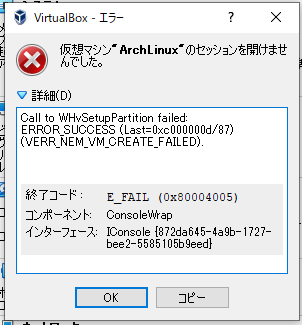 VirtualBox - エラー
仮想マシン"ArchLinux"のセッションを開けませ
んでした。
詳細(D)
Call to WHvSetupPartition failed:
ERROR_SUCCESS (Last=0xc000000d/87)
(VERR_NEM_VM_CREATE_FAILED).
終了コード :
E_FAIL (0x80004005)
コンポーネント:
ConsoleWrap
インターフェース:
IConsole {872da645-4a9b-1727-
bee2-5585105b9eed}
OK
コピー